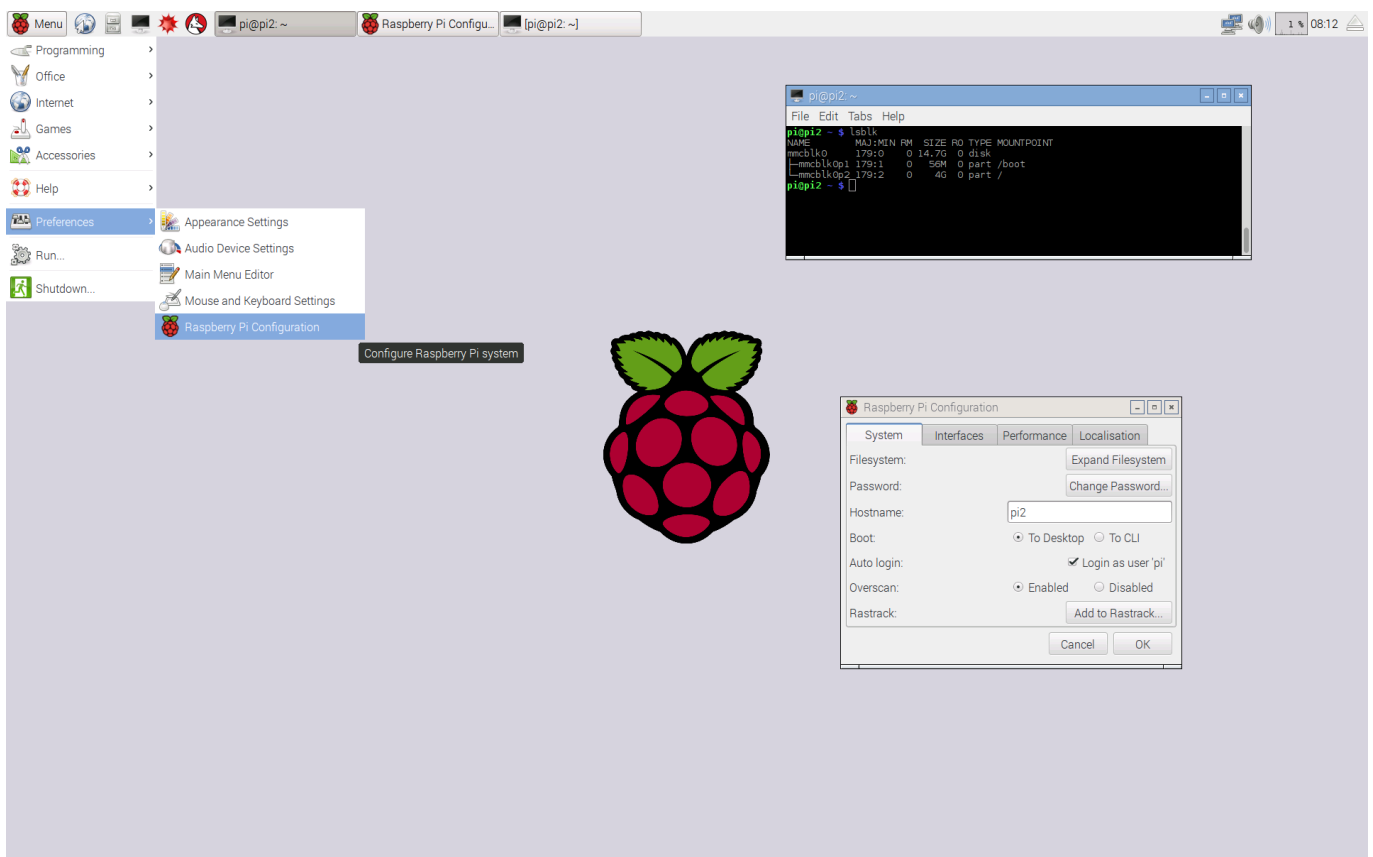 Menu pi@pi2: ~ Raspberry Pi Configu... [pi@pi2: ~] 1 % 08:12
Programming
Office
Internet
Games
Accessories
Help
Preferences
Run...
Shutdown...
Appearance Settings
Audio Device Settings
Main Menu Editor
Mouse and Keyboard Settings
Raspberry Pi Configuration
Configure Raspberry Pi system
pi@pi2: ~
File Edit Tabs Help
pi@pi2 ~ $ lsblk
NAME MAJ:MIN RM SIZE RO TYPE MOUNTPOINT
mmcblk0 179:0 0 14.7G 0 disk
├─mmcblk0p1 179:1 0 56M 0 part /boot
└─mmcblk0p2 179:2 0 4G 0 part /
pi@pi2 ~ $
Raspberry Pi Configuration
System Interfaces Performance Localisation
Filesystem: Expand Filesystem
Password: Change Password...
Hostname: pi2
Boot: To Desktop To CLI
Auto login: Login as user 'pi'
Overscan: Enabled Disabled
Rastrack: Add to Rastrack...
Cancel OK